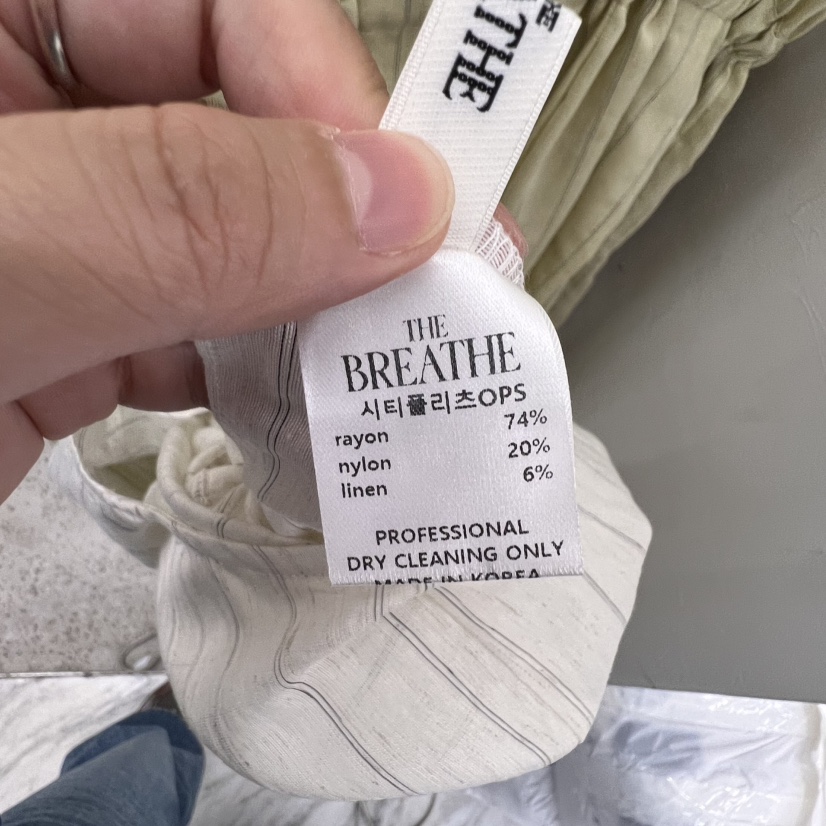 THE
THE
BREATHE
시티플리츠OPS
rayon 74%
nylon 20%
linen 6%
PROFESSIONAL
DRY CLEANING ONLY
MADE IN KOREA